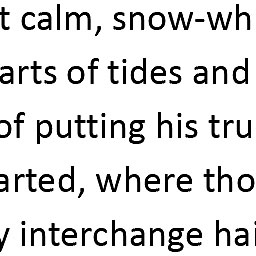 t calm, snow-wh
arts of tides and
of putting his tru
arted, where tho
y interchange hai